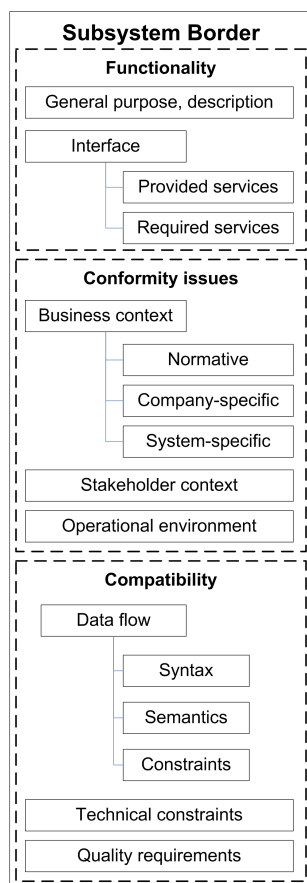 Subsystem Border
Functionality
General purpose, description
Interface
Provided services
Required services
Conformity issues
Business context
Normative
Company-specific
System-specific
Stakeholder context
Operational environment
Compatibility
Data flow
Syntax
Semantics
Constraints
Technical constraints
Quality requirements